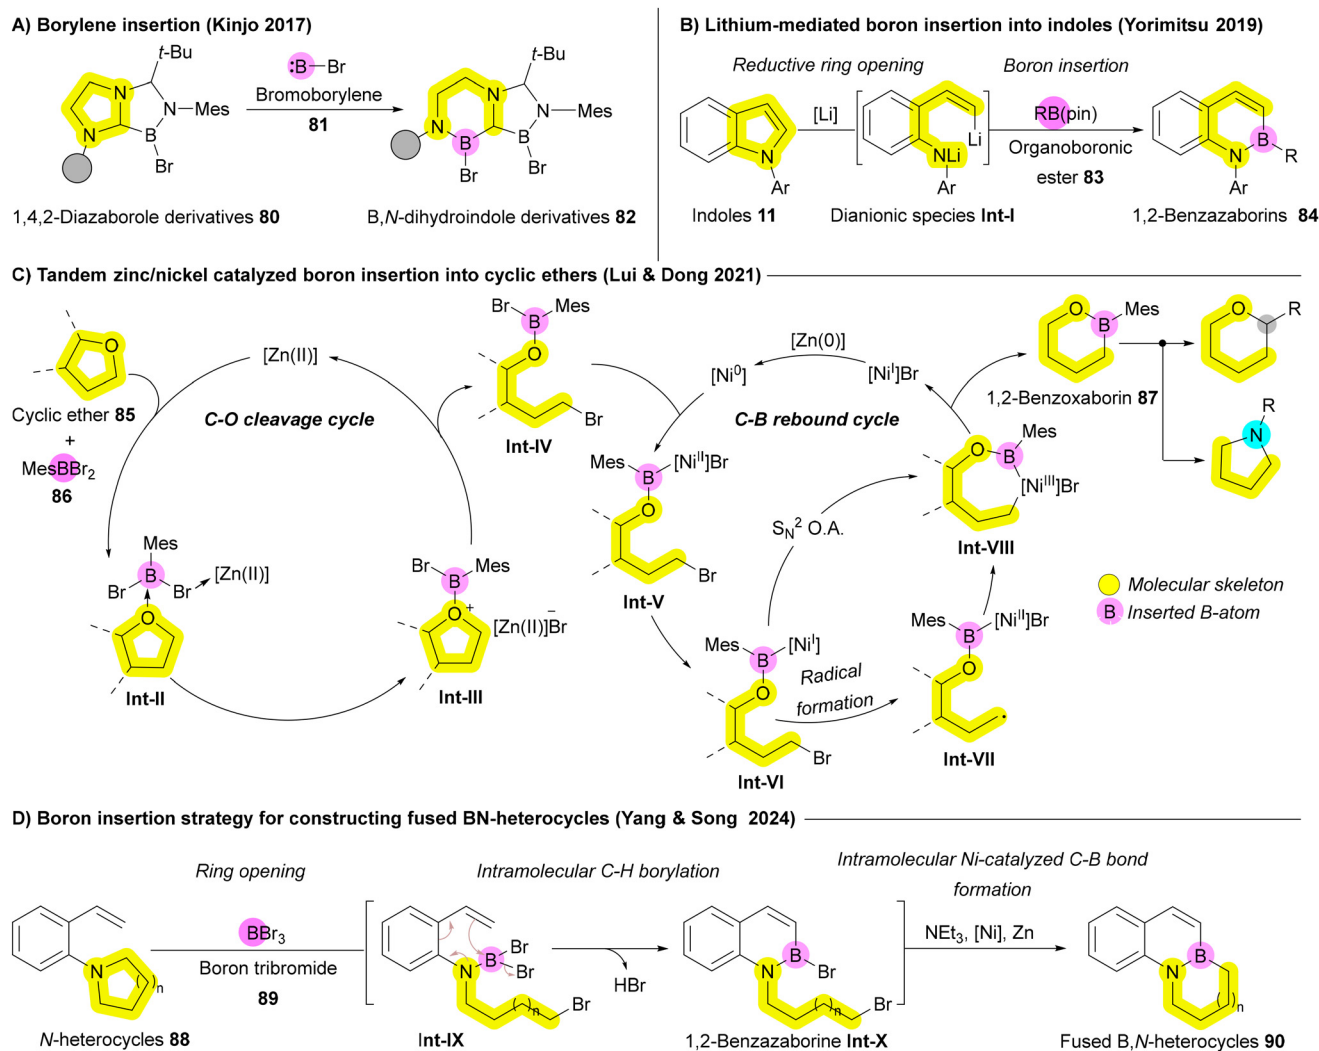 A) Borylene insertion (Kinjo 2017)
t-Bu
N
N
N
Mes
B
Br
:B
Br
Bromoborylene
81
t-Bu
N
N
N
Mes
B
B
Br
Br
1,4,2-Diazaborole derivatives 80
B,N-dihydroindole derivatives 82
B) Lithium-mediated boron insertion into indoles (Yorimitsu 2019)
Reductive ring opening
Boron insertion
N
Ar
[Li]
Li
NLi
Ar
RB(pin)
Organoboronic
ester 83
B
N
R
Ar
Indoles 11
Dianionic species Int-I
1,2-Benzazaborins 84
C) Tandem zinc/nickel catalyzed boron insertion into cyclic ethers (Lui & Dong 2021)
O
Cyclic ether 85
+
MesBBr2
86
[Zn(II)]
C-O cleavage cycle
Mes
B
Br
Br
[Zn(II)]
O
Int-II
Br
Mes
B
O
+
[Zn(II)]Br
−
Int-III
Br
Mes
B
O
Br
Int-IV
[Zn(0)]
[Ni0]
[NiI]Br
C-B rebound cycle
Mes
[NiII]Br
B
O
Br
Int-V
Mes
[NiI]
B
O
Br
Int-VI
SN2 O.A.
Radical
formation
Mes
[NiII]Br
B
O
Int-VII
Mes
O
B
[NiIII]Br
Int-VIII
O
Mes
B
1,2-Benzoxaborin 87
O
R
R
N
Molecular skeleton
B Inserted B-atom
D) Boron insertion strategy for constructing fused BN-heterocycles (Yang & Song 2024)
Ring opening
Intramolecular C-H borylation
Intramolecular Ni-catalyzed C-B bond
formation
N
n
N-heterocycles 88
BBr3
Boron tribromide
89
Br
B
Br
N
n
Br
Int-IX
HBr
B
N
Br
n
Br
1,2-Benzazaborine Int-X
NEt3, [Ni], Zn
B
N
n
Fused B,N-heterocycles 90